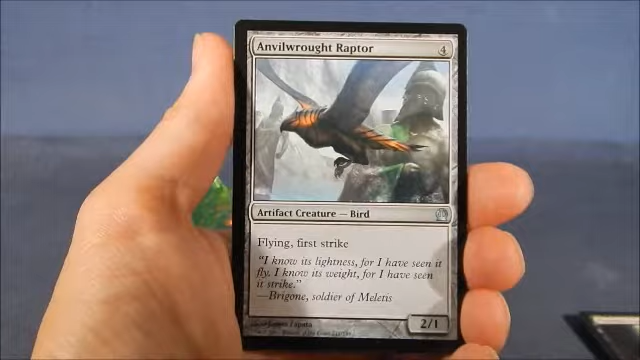 Anvilwrought Raptor 4
Artifact Creature — Bird
Flying, first strike
"I know its lightness, for I have seen it
fly. I know its weight, for I have seen
it strike."
—Brigone, soldier of Meletis
2/1